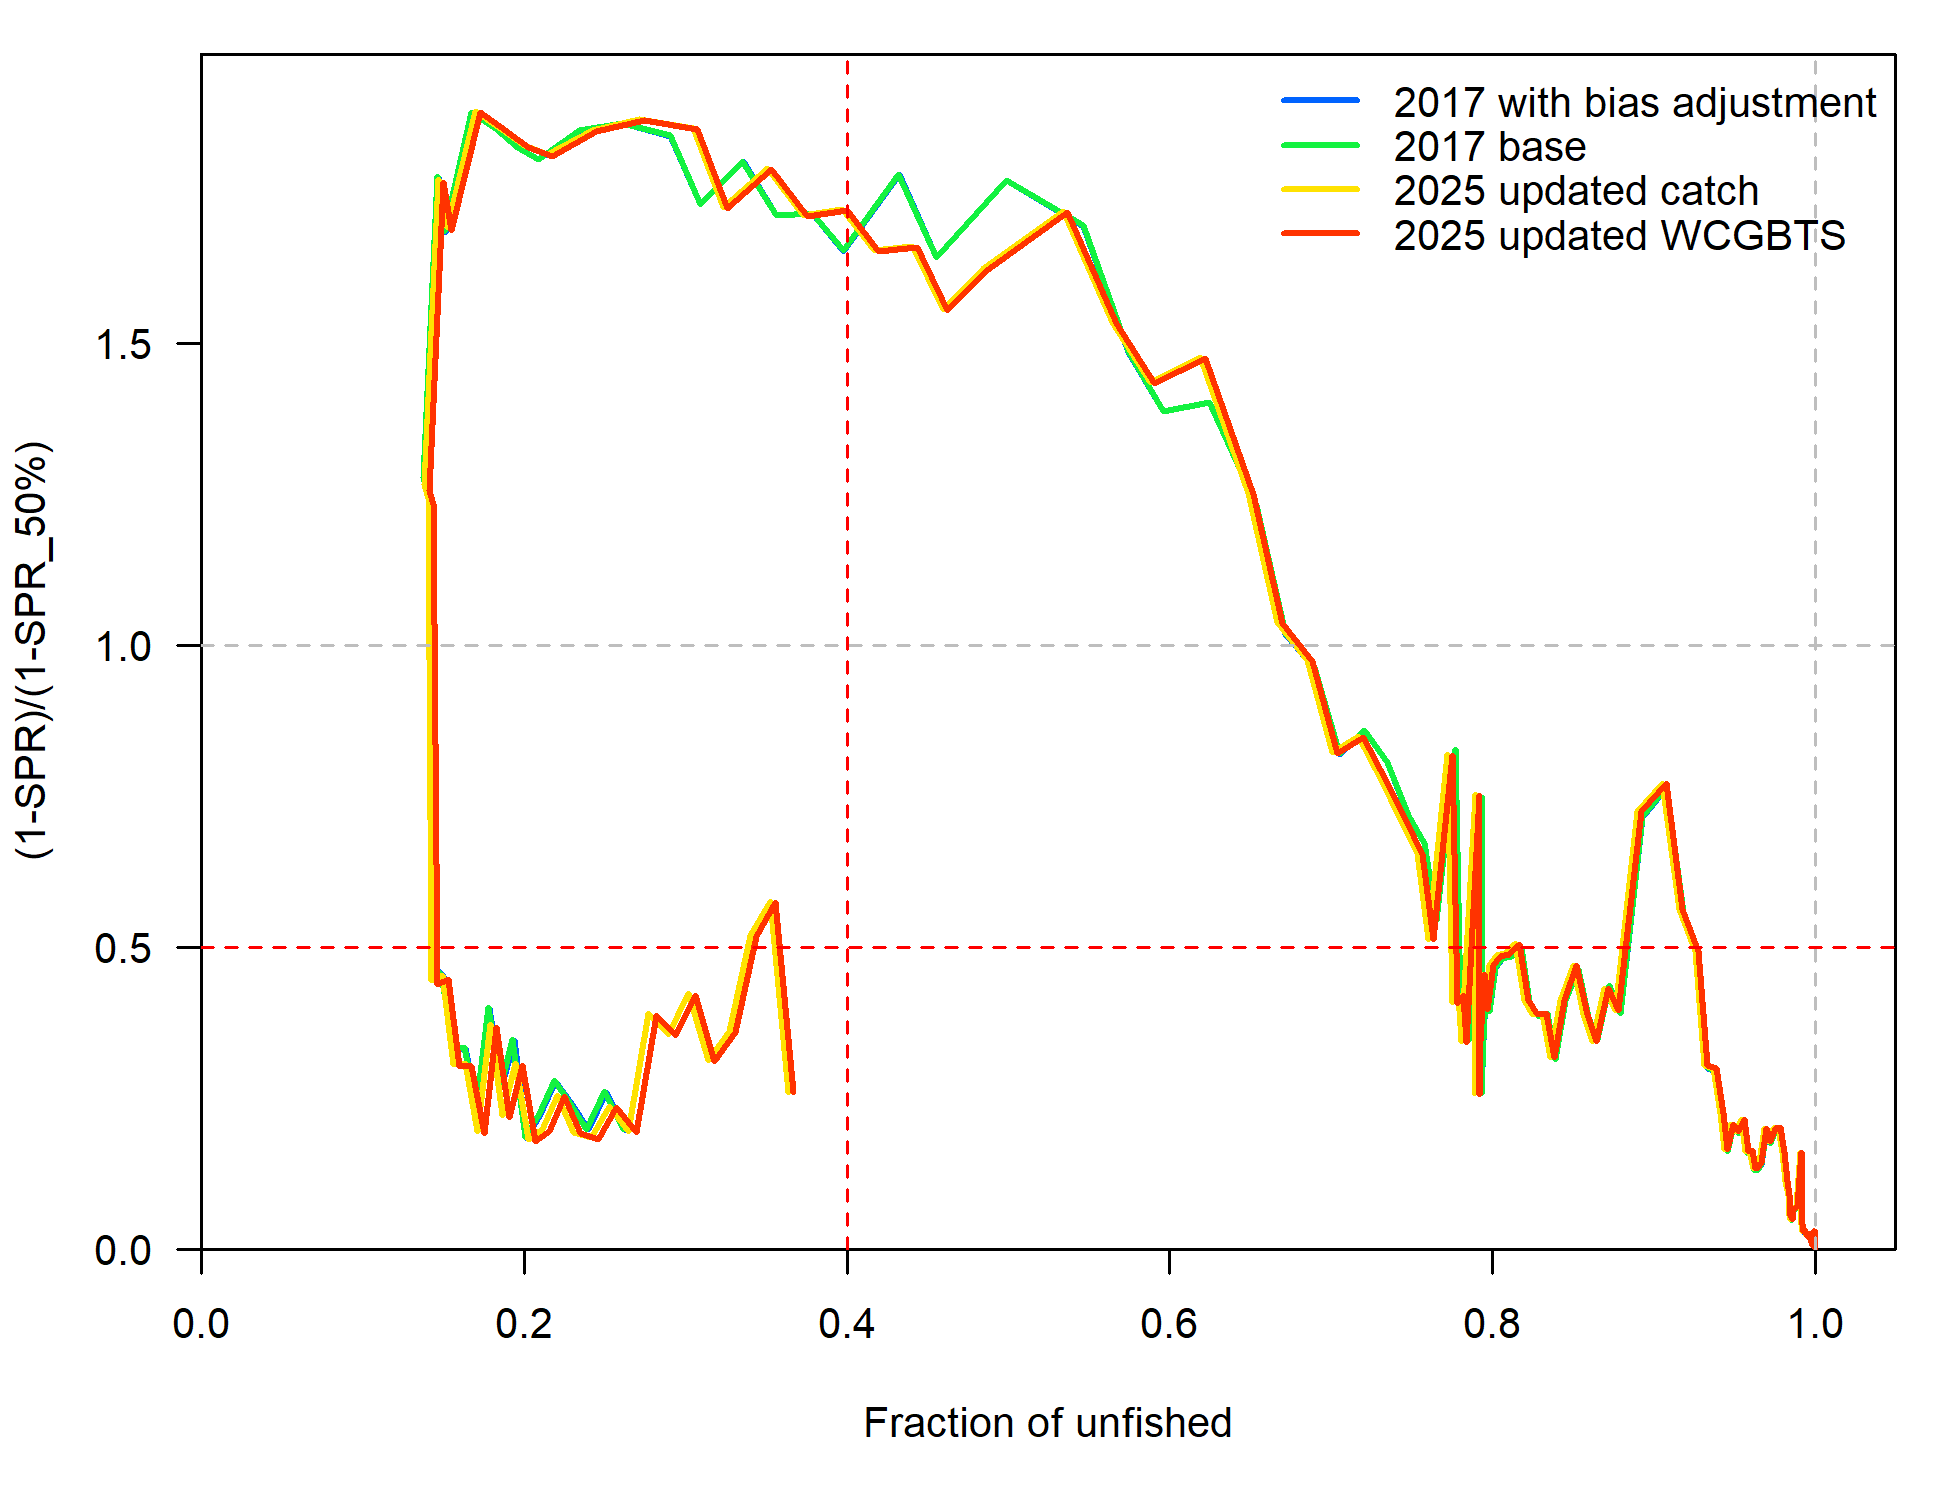 2017 with bias adjustment
2017 base
2025 updated catch
2025 updated WCGBTS
(1-SPR)/(1-SPR_50%)
1.5
1.0
0.5
0.0
0.0 0.2 0.4 0.6 0.8 1.0
Fraction of unfished